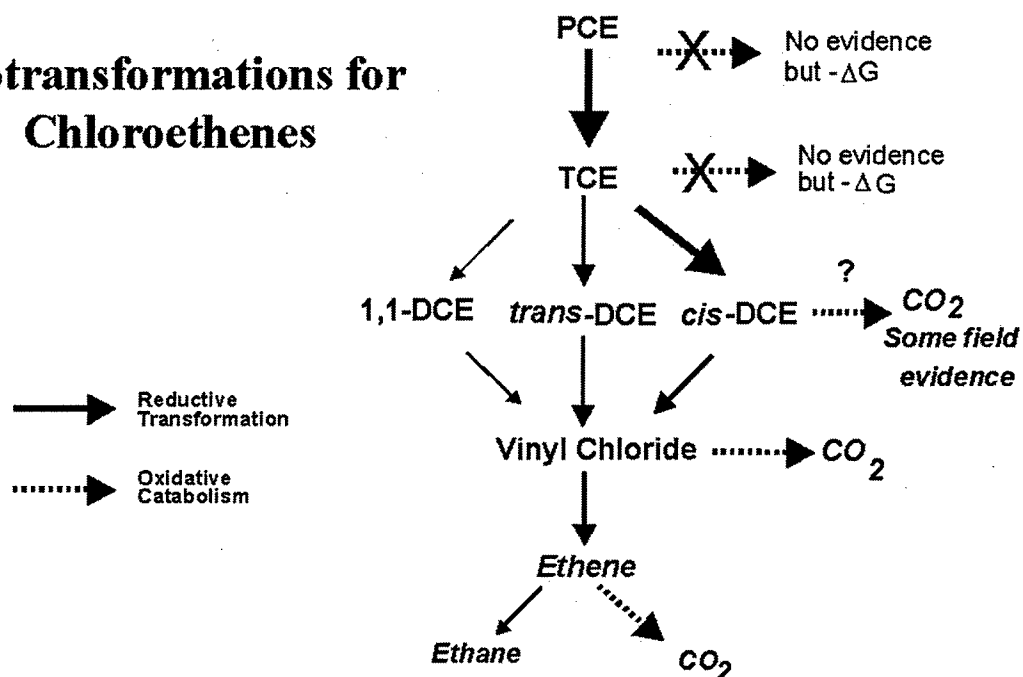 transformations for
Chloroethenes
PCE
X
No evidence
but -ΔG
TCE
X
No evidence
but -ΔG
1,1-DCE
trans-DCE
cis-DCE
?
CO2
Some field
evidence
Reductive
Transformation
Vinyl Chloride
CO2
Oxidative
Catabolism
Ethene
Ethane
CO2